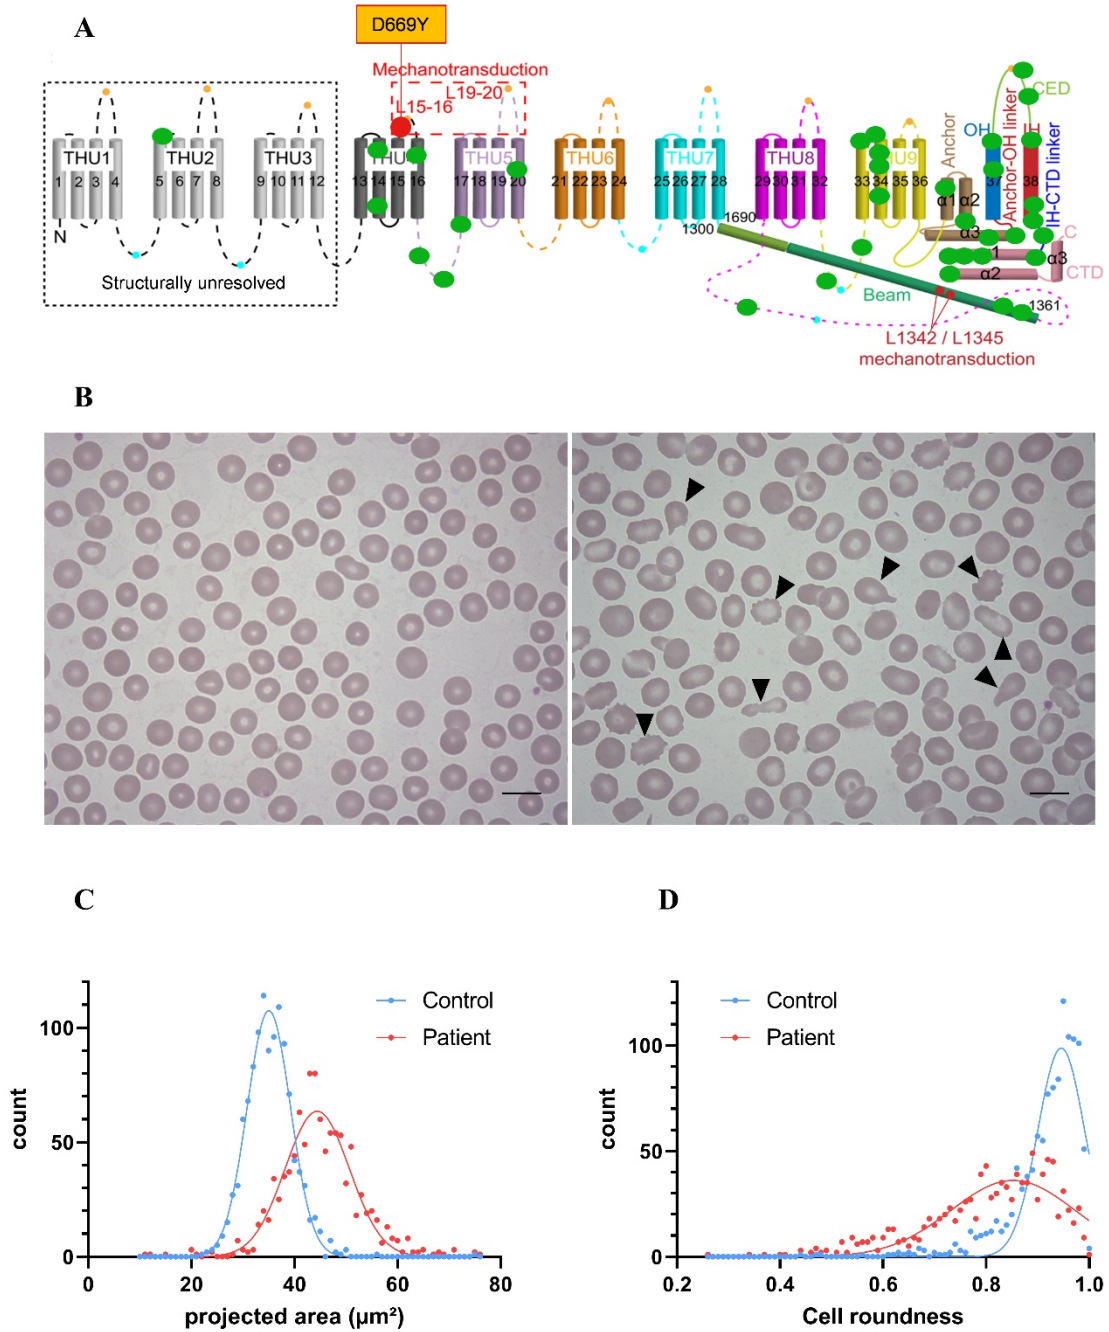 A
D669Y
Mechanotransduction
L19-20
L15-16
CED
THU1
THU2
THU3
THU5
THU6
THU7
THU8
Anchor
OH
Anchor-OH linker
IH-CTD linker
1 2 3 4
5 6 7 8
9 10 11 12
13 14 15 16
17 18 19 20
21 22 23 24
25 26 27 28
29 30 31 32
33 34 35 36
37
38
α1 α2
N
1690
1300
α3
C
1
α3
α2
CTD
Structurally unresolved
Beam
1361
L1342 / L1345
mechanotransduction
B
C
D
Control
Patient
count
100
50
0
0 20 40 60 80
projected area (µm²)
Control
Patient
count
100
50
0
0.2 0.4 0.6 0.8 1.0
Cell roundness